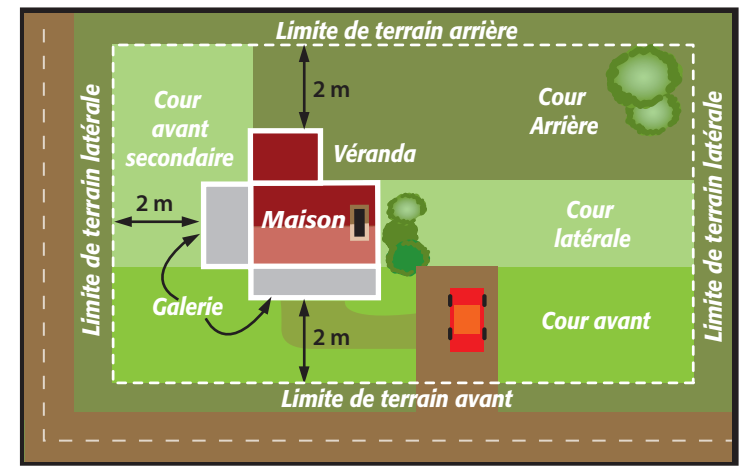 Limite de terrain arrière
2 m
Cour
avant
secondaire
Cour
Arrière
Véranda
Limite de terrain latérale
Limite de terrain latérale
2 m
Maison
Cour
latérale
Galerie
2 m
Cour avant
Limite de terrain avant